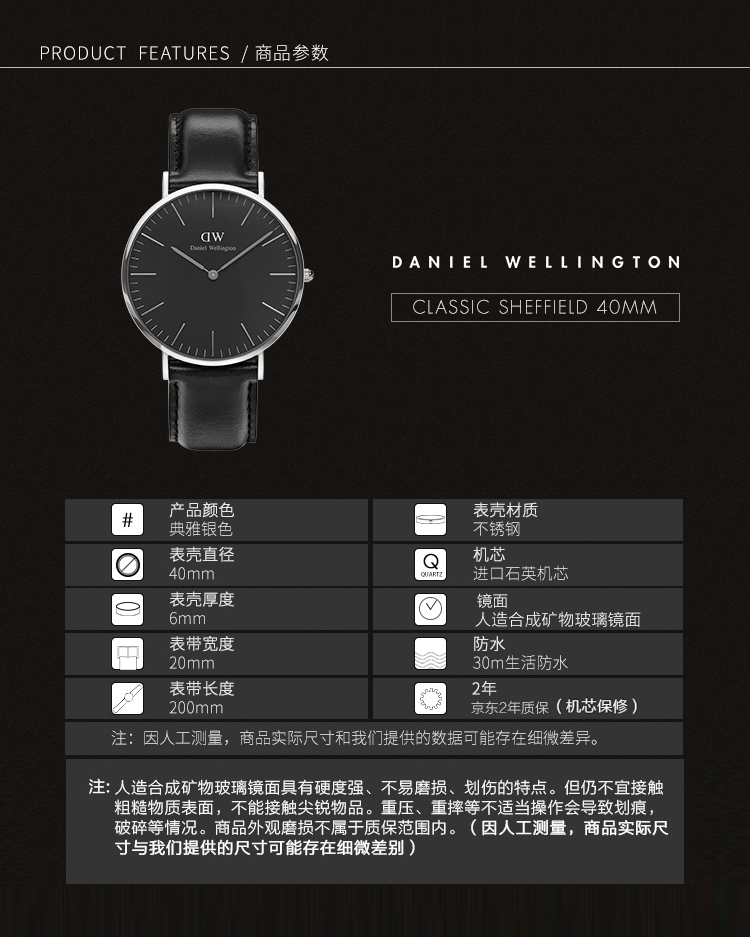 PRODUCT FEATURES / 商品参数
DW
Daniel Wellington
DANIEL WELLINGTON
CLASSIC SHEFFIELD 40MM
# 产品颜色
典雅银色
表壳材质
不锈钢
表壳直径
40mm
Q QUARTZ
机芯
进口石英机芯
表壳厚度
6mm
镜面
人造合成矿物玻璃镜面
表带宽度
20mm
防水
30m生活防水
表带长度
200mm
2年
京东2年质保（机芯保修）
注：因人工测量，商品实际尺寸和我们提供的数据可能存在细微差异。
注: 人造合成矿物玻璃镜面具有硬度强、不易磨损、划伤的特点。但仍不宜接触
粗糙物质表面，不能接触尖锐物品。重压、重摔等不适当操作会导致划痕，
破碎等情况。商品外观磨损不属于质保范围内。（因人工测量，商品实际尺
寸与我们提供的尺寸可能存在细微差别）